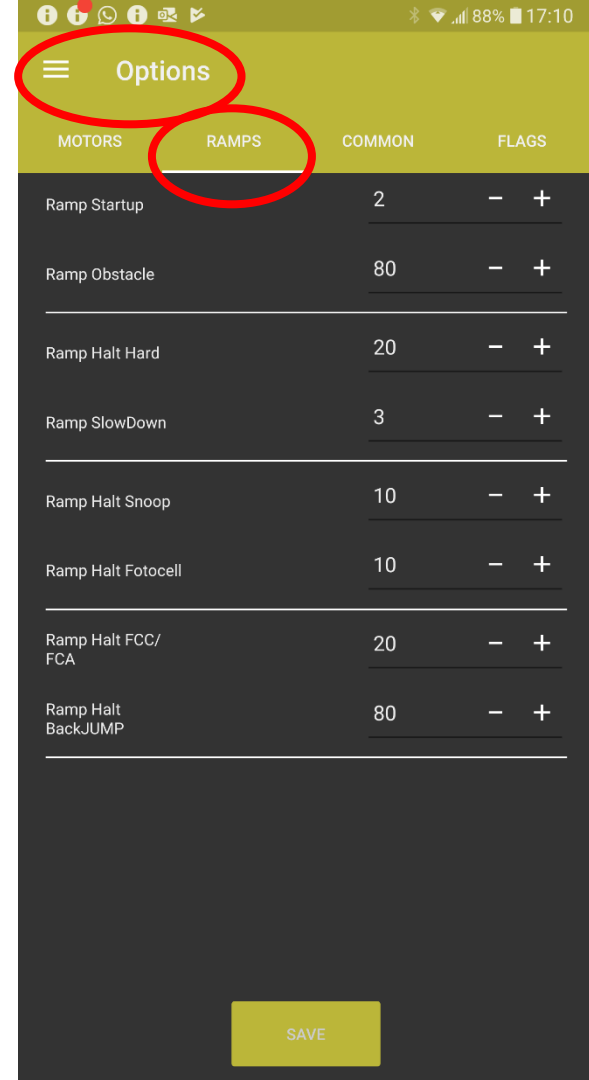 88% 17:10
Options
MOTORS RAMPS COMMON FLAGS
Ramp Startup 2 − +
Ramp Obstacle 80 − +
Ramp Halt Hard 20 − +
Ramp SlowDown 3 − +
Ramp Halt Snoop 10 − +
Ramp Halt Fotocell 10 − +
Ramp Halt FCC/
FCA 20 − +
Ramp Halt
BackJUMP 80 − +
SAVE